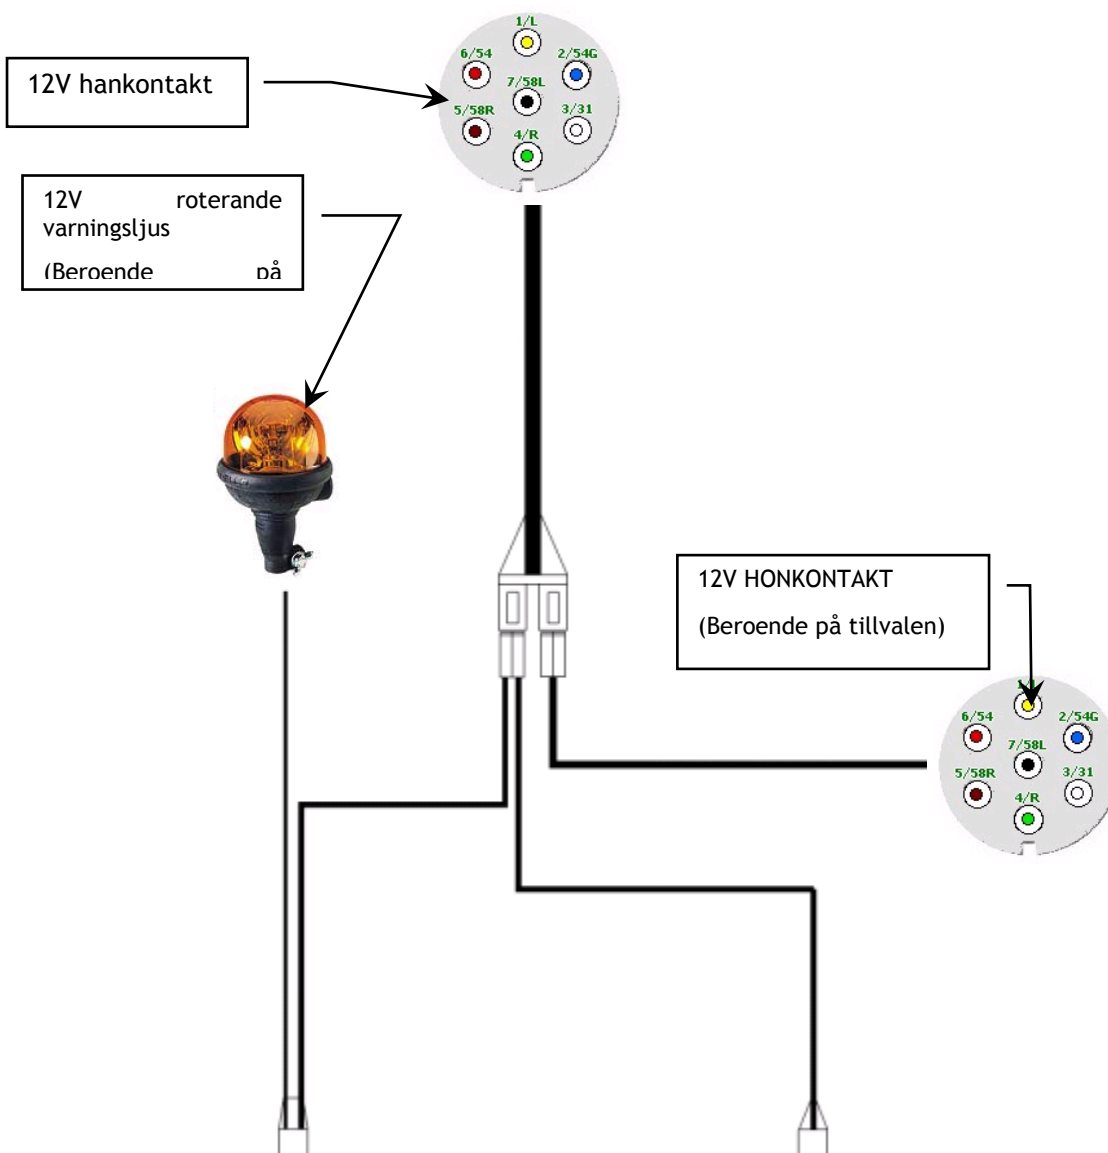 1/L
6/54
2/54G
12V hankontakt
7/58L
5/58R
3/31
4/R
12V roterande
varningsljus
(Beroende på
12V HONKONTAKT
(Beroende på tillvalen)
6/54
2/54G
7/58L
5/58R
3/31
4/R